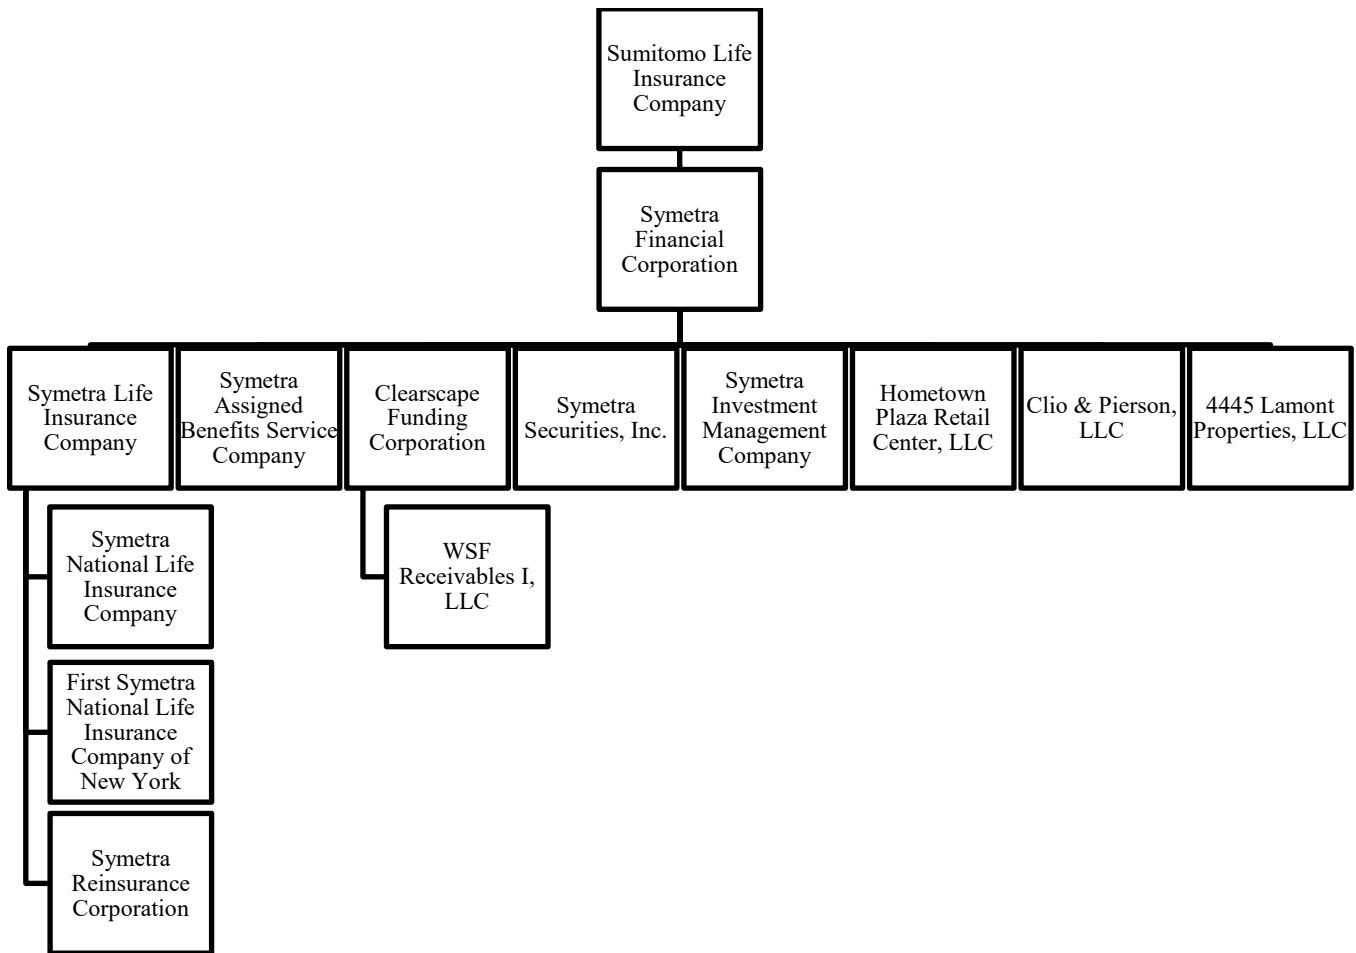 Sumitomo Life
Insurance
Company
Symetra
Financial
Corporation
Symetra Life
Insurance
Company
Symetra
Assigned
Benefits Service
Company
Clearscape
Funding
Corporation
Symetra
Securities, Inc.
Symetra
Investment
Management
Company
Hometown
Plaza Retail
Center, LLC
Clio & Pierson,
LLC
4445 Lamont
Properties, LLC
Symetra
National Life
Insurance
Company
WSF
Receivables I,
LLC
First Symetra
National Life
Insurance
Company of
New York
Symetra
Reinsurance
Corporation